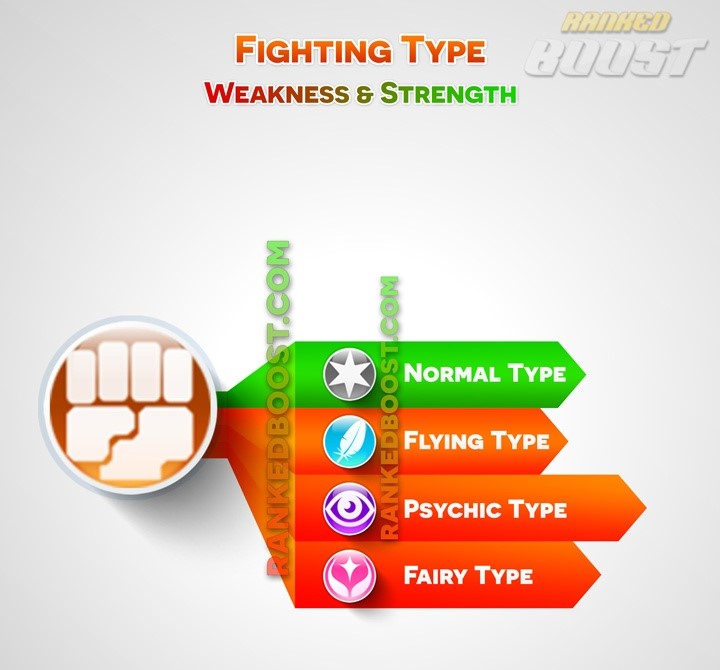 RANKED
BOOST
Fighting Type
Weakness & Strength
RANKEDBOOST.COM
RANKEDBOOST.COM
Normal Type
Flying Type
Psychic Type
Fairy Type